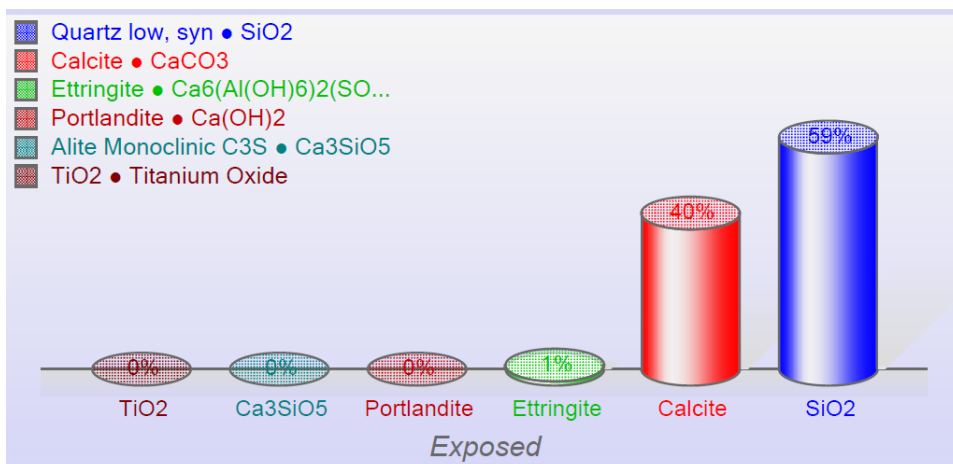 Quartz low, syn ● SiO2
Calcite ● CaCO3
Ettringite ● Ca6(Al(OH)6)2(SO...
Portlandite ● Ca(OH)2
Alite Monoclinic C3S ● Ca3SiO5
TiO2 ● Titanium Oxide
0% 0% 0% 1% 40% 59%
TiO2 Ca3SiO5 Portlandite Ettringite Calcite SiO2
Exposed